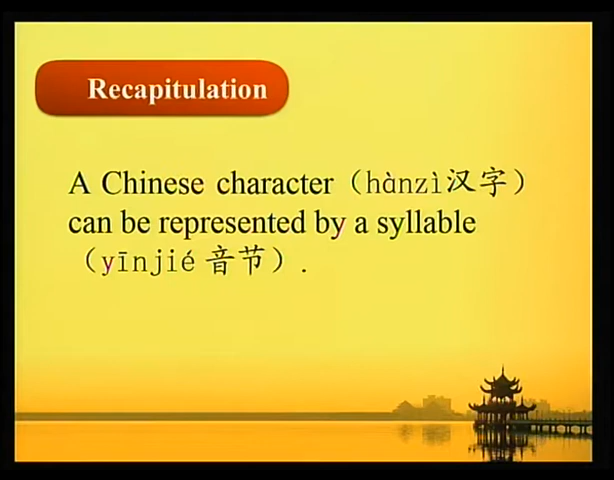 Recapitulation
A Chinese character（hànzì汉字）
can be represented by a syllable
（yīnjié 音节）.